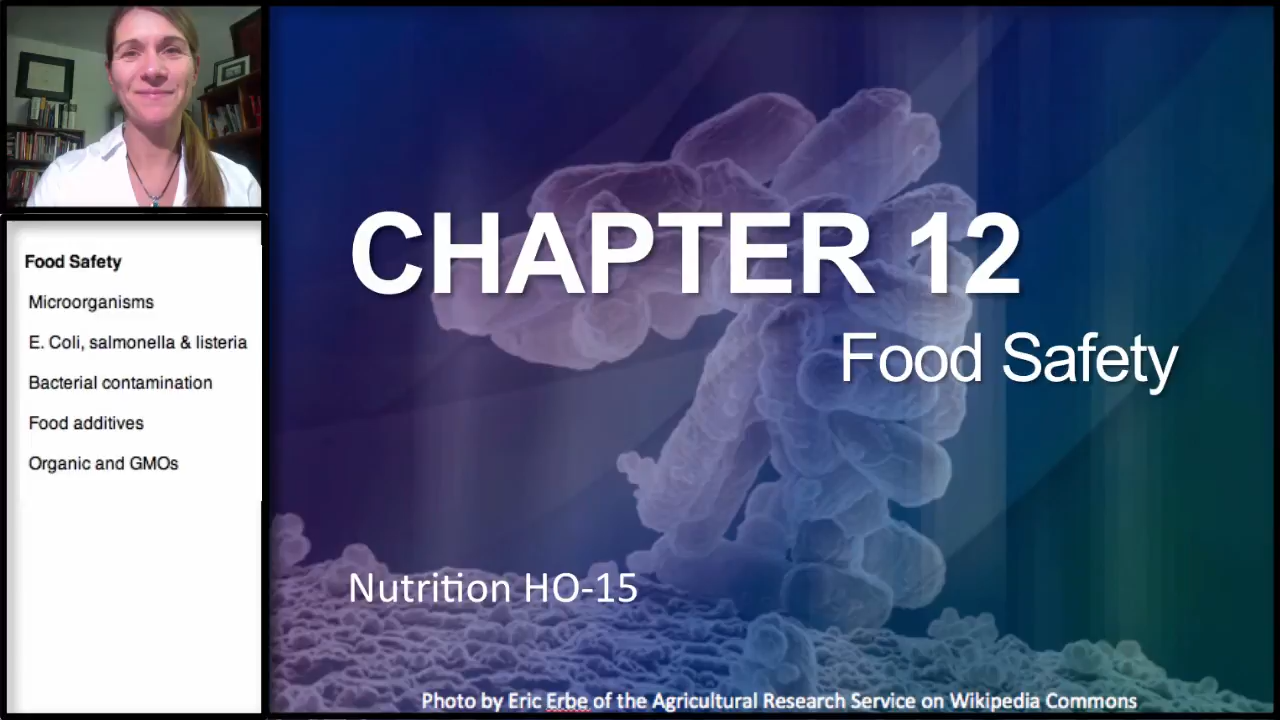 Food Safety
Microorganisms
E. Coli, salmonella & listeria
Bacterial contamination
Food additives
Organic and GMOs
CHAPTER 12
Food Safety
Nutrition HO-15
Photo by Eric Erbe of the Agricultural Research Service on Wikipedia Commons